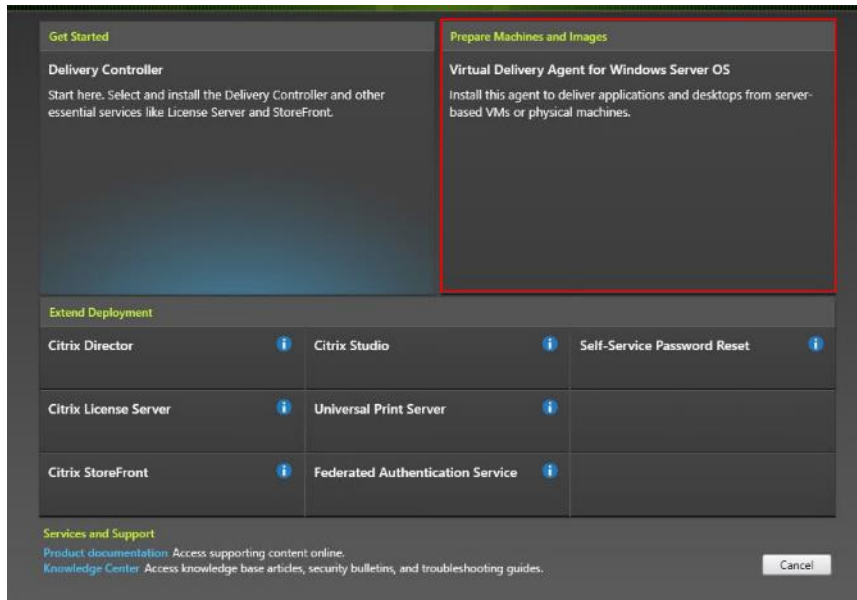 Get Started
Delivery Controller
Start here. Select and install the Delivery Controller and other
essential services like License Server and StoreFront.
Prepare Machines and Images
Virtual Delivery Agent for Windows Server OS
Install this agent to deliver applications and desktops from server-
based VMs or physical machines.
Extend Deployment
Citrix Director
Citrix Studio
Self-Service Password Reset
Citrix License Server
Universal Print Server
Citrix StoreFront
Federated Authentication Service
Services and Support
Product documentation Access supporting content online.
Knowledge Center Access knowledge base articles, security bulletins, and troubleshooting guides.
Cancel